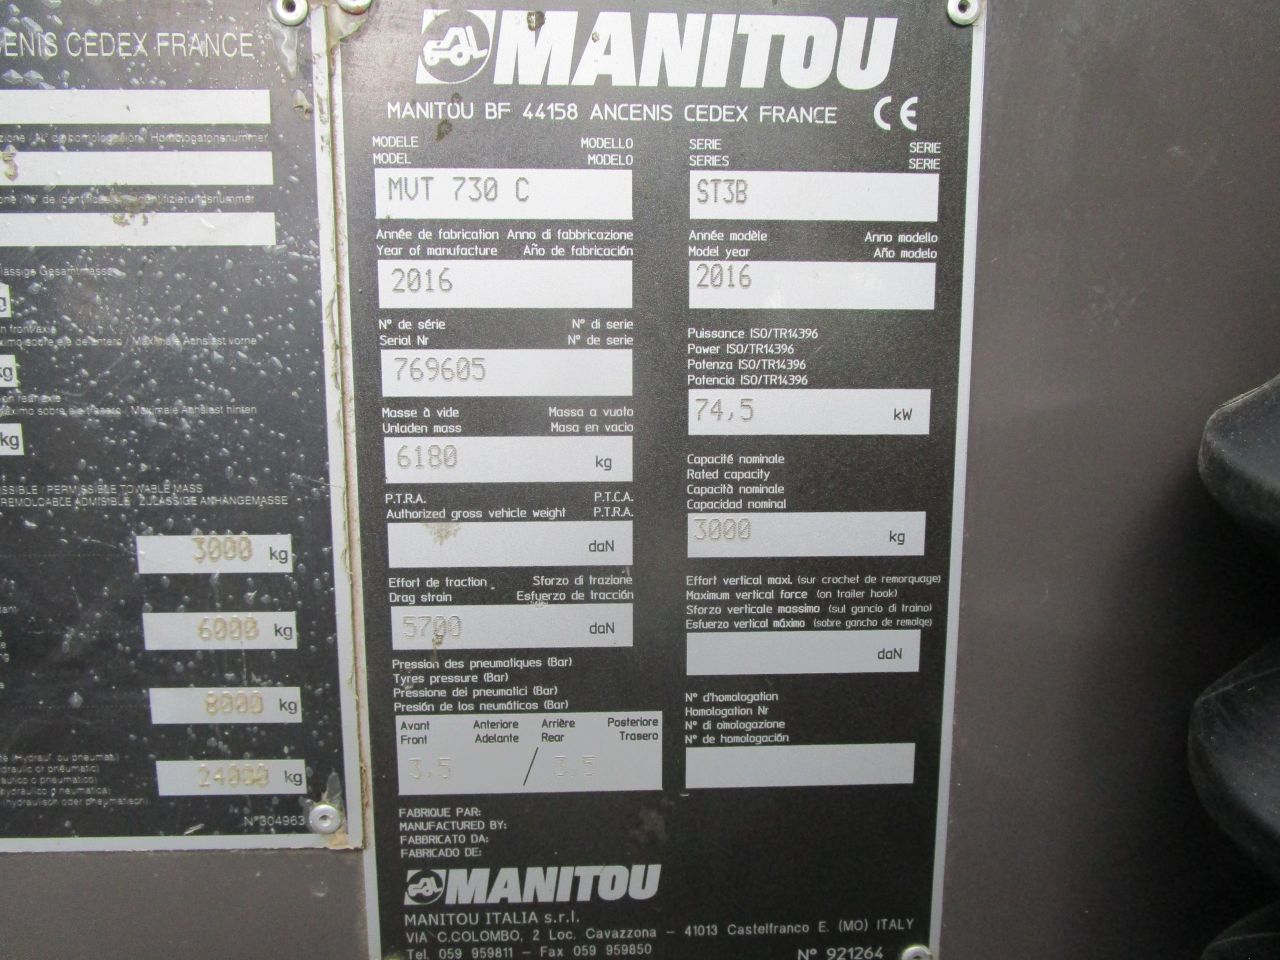 ENIS CEDEX FRANCE
3000 kg
6000 kg
8000 kg
24000 kg
N°304963
MANITOU
MANITOU BF 44158 ANCENIS CEDEX FRANCE CE
MODELE MODELLO
MODEL MODELO
MVT 730 C
SERIE SERIE
SERIES SERIE
ST3B
Année de fabrication Anno di fabbricazione
Year of manufacture Año de fabricación
2016
Année modèle Anno modello
Model year Año modelo
2016
N° de série N° di serie
Serial Nr N° de serie
769605
Puissance ISO/TR14396
Power ISO/TR14396
Potenza ISO/TR14396
Potencia ISO/TR14396
74,5 kW
Masse à vide Massa a vuoto
Unladen mass Masa en vacio
6180 kg
Capacité nominale
Rated capacity
Capacità nominale
Capacidad nominal
3000 kg
P.T.R.A. P.T.C.A.
Authorized gross vehicle weight P.T.R.A.
daN
Effort de traction Sforzo di trazione
Drag strain Esfuerzo de tracción
5700 daN
Effort vertical maxi. (sur crochet de remorquage)
Maximum vertical force (on trailer hook)
Sforzo verticale massimo (sul gancio di traino)
Esfuerzo vertical máximo (sobre gancho de remolqe)
daN
Pression des pneumatiques (Bar)
Tyres pressure (Bar)
Pressione dei pneumatici (Bar)
Presión de los neumáticos (Bar)
Avant Anteriore Arrière Posteriore
Front Adelante Rear Trasero
3,5 / 3,5
N° d'homologation
Homologation Nr
N° di omologazione
N° de homologación
FABRIQUE PAR:
MANUFACTURED BY:
FABBRICATO DA:
FABRICADO DE:
MANITOU
MANITOU ITALIA s.r.l.
VIA C.COLOMBO, 2 Loc. Cavazzona - 41013 Castelfranco E. (MO) ITALY
Tel. 059 959811 - Fax 059 959850
N° 921264